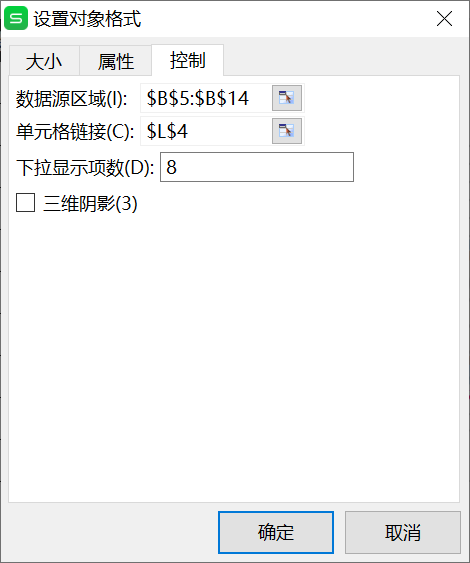 设置对象格式
大小 属性 控制
数据源区域(I): $B$5:$B$14
单元格链接(C): $L$4
下拉显示项数(D): 8
三维阴影(3)
确定 取消